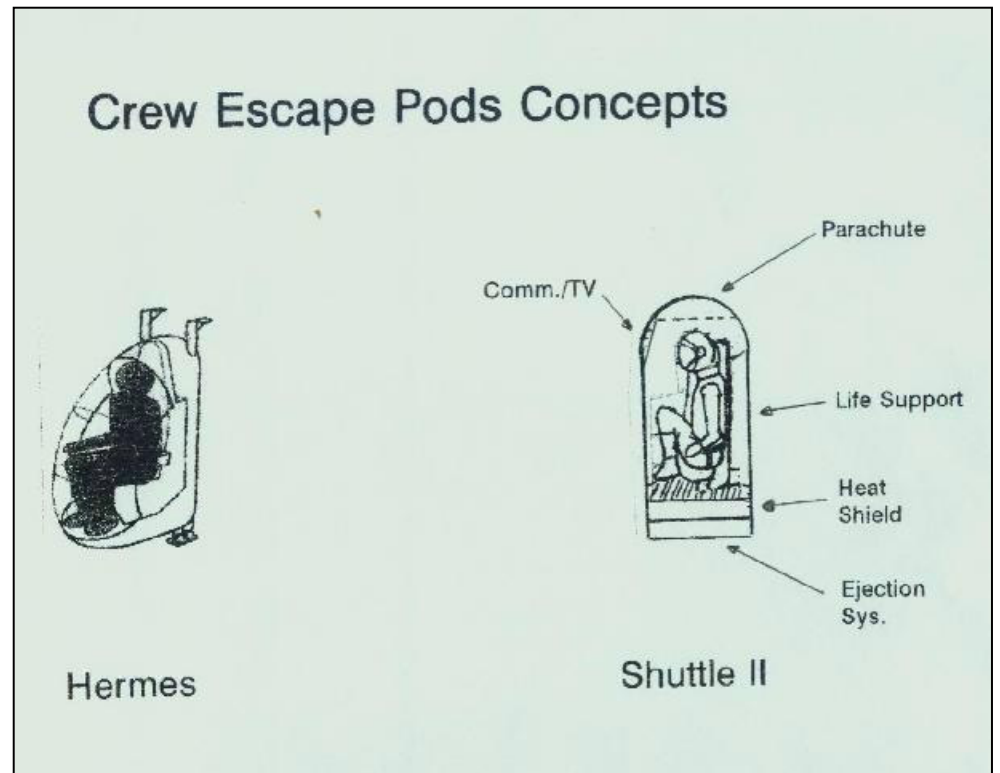 Crew Escape Pods Concepts
Parachute
Comm./TV
Life Support
Heat
Shield
Ejection
Sys.
Hermes
Shuttle II